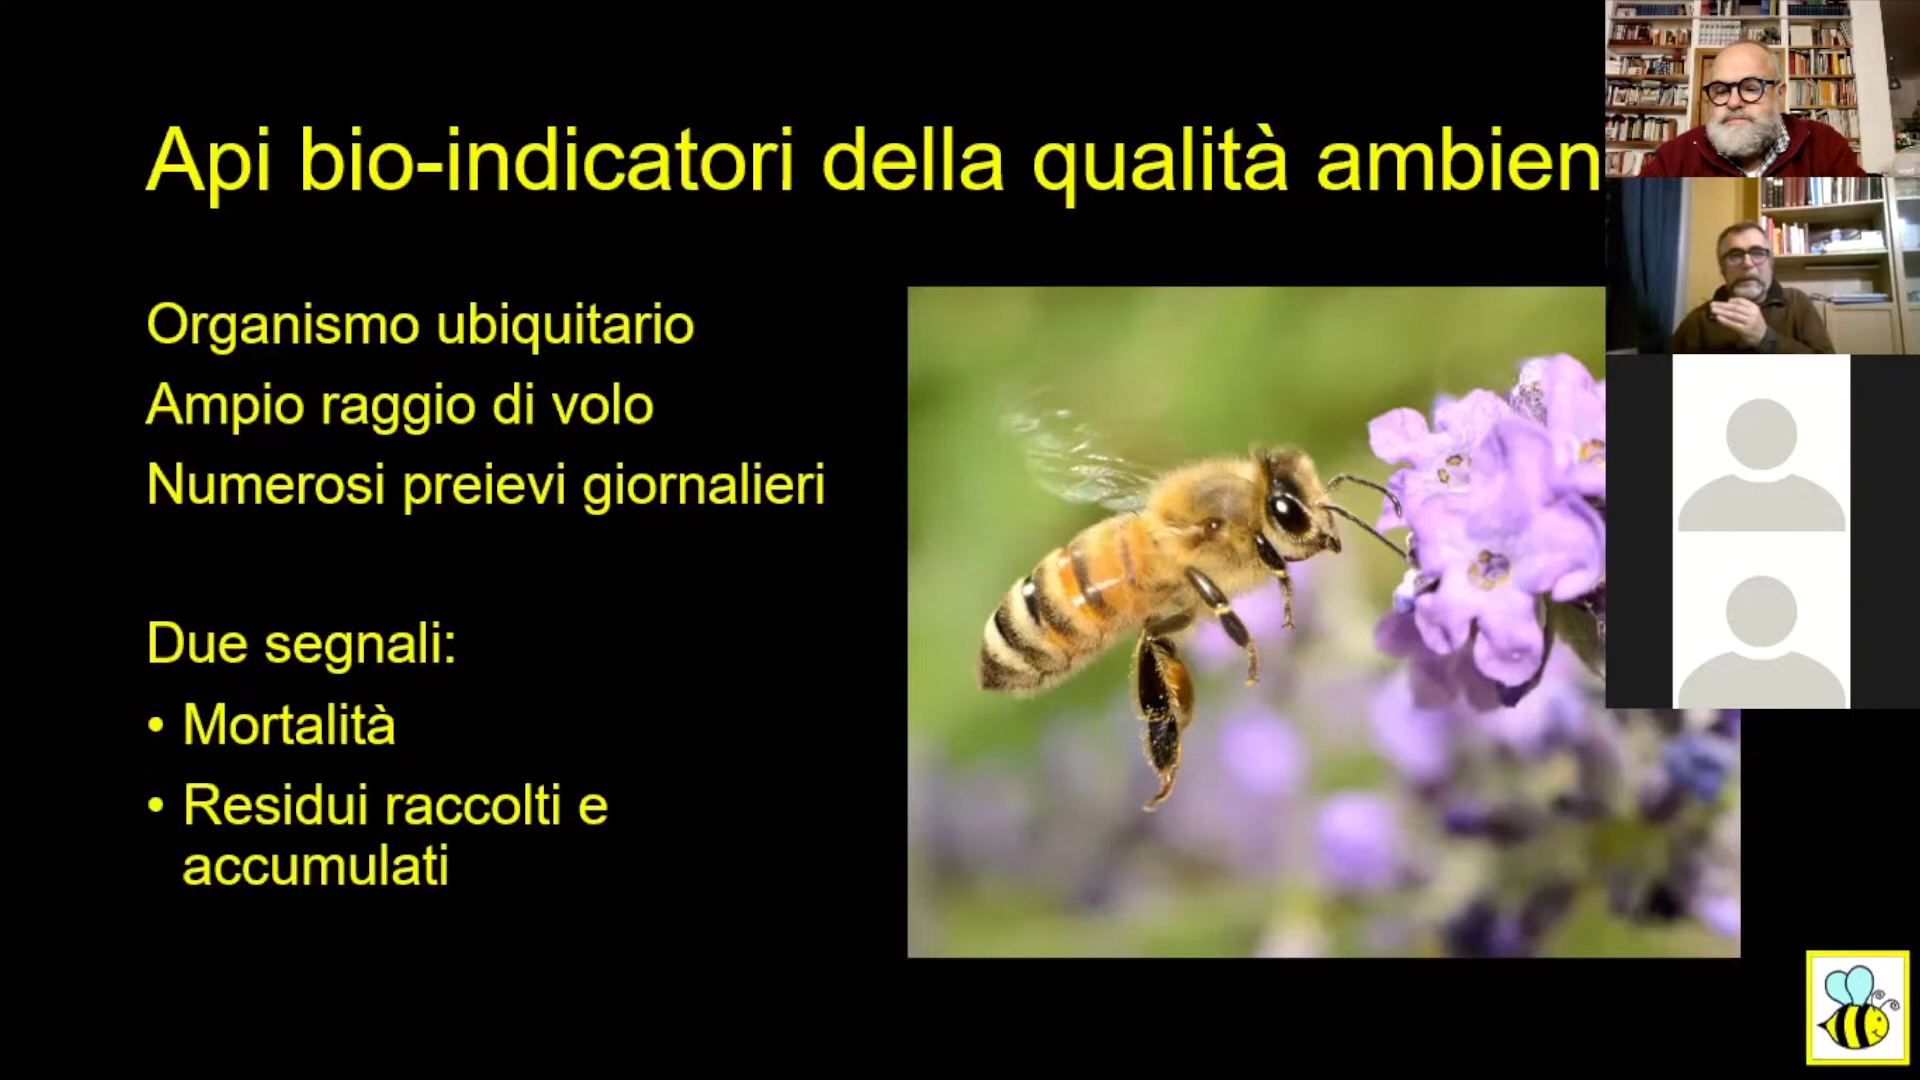 Api bio-indicatori della qualità ambien
Organismo ubiquitario
Ampio raggio di volo
Numerosi preievi giornalieri
Due segnali:
• Mortalità
• Residui raccolti e
accumulati